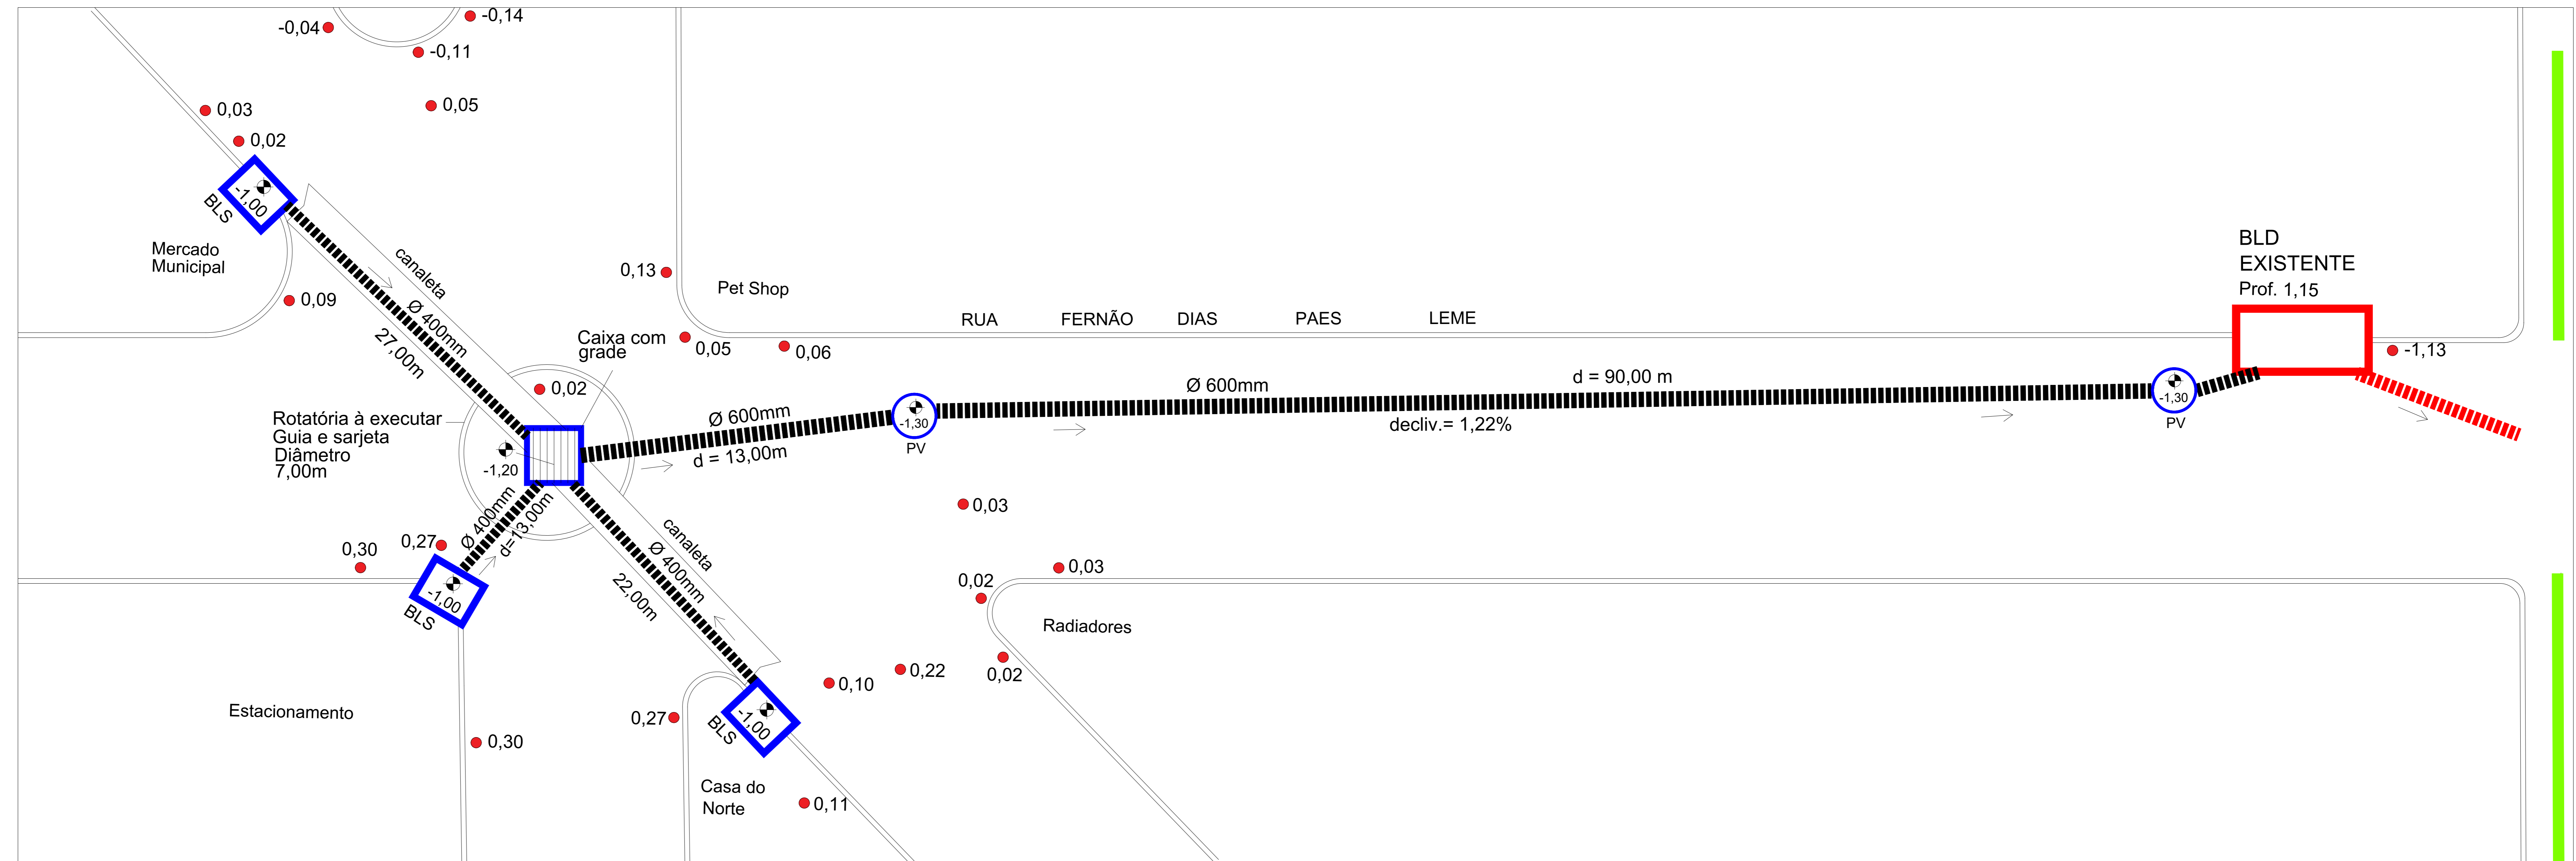 -0,04
-0,14
-0,11
0,05
0,03
0,02
-1,00
BLS
Mercado
Municipal
0,09
canaleta
Ø 400mm
27,00m
0,13
Pet Shop
0,05
0,06
Caixa com
grade
0,02
RUA FERNÃO DIAS PAES LEME
BLD
EXISTENTE
Prof. 1,15
-1,13
Rotatória à executar
Guia e sarjeta
Diâmetro
7,00m
-1,20
Ø 600mm
d = 13,00m
-1,30
PV
Ø 600mm
d = 90,00 m
decliv.= 1,22%
-1,30
PV
0,30
0,27
Ø 400mm
d=13,00m
-1,00
BLS
canaleta
Ø 400mm
22,00m
0,03
0,03
0,02
0,02
Radiadores
0,10
0,22
0,27
-1,00
BLS
Estacionamento
0,30
Casa do
Norte
0,11